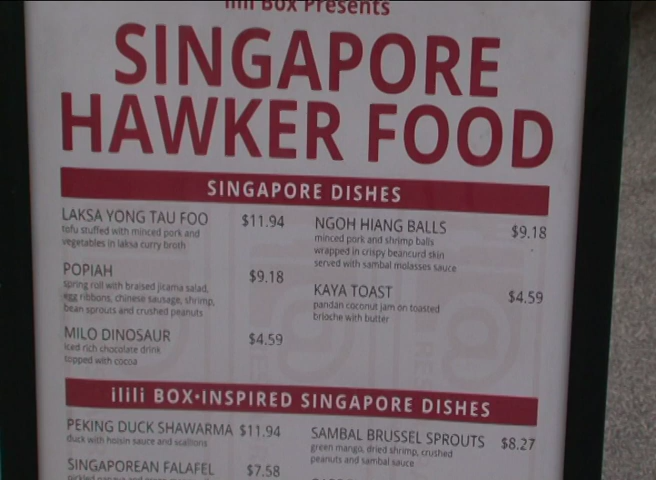 ilili Box Presents
SINGAPORE
HAWKER FOOD
SINGAPORE DISHES
LAKSA YONG TAU FOO $11.94
tofu stuffed with minced pork and
vegetables in laksa curry broth
POPIAH $9.18
spring roll with braised jicama salad,
egg ribbons, chinese sausage, shrimp,
bean sprouts and crushed peanuts
MILO DINOSAUR $4.59
iced rich chocolate drink
topped with cocoa
NGOH HIANG BALLS $9.18
minced pork and shrimp balls
wrapped in crispy beancurd skin
served with sambal molasses sauce
KAYA TOAST $4.59
pandan coconut jam on toasted
brioche with butter
ilili BOX·INSPIRED SINGAPORE DISHES
PEKING DUCK SHAWARMA $11.94
duck with hoisin sauce and scallions
SINGAPOREAN FALAFEL $7.58
SAMBAL BRUSSEL SPROUTS $8.27
green mango, dried shrimp, crushed
peanuts and sambal sauce